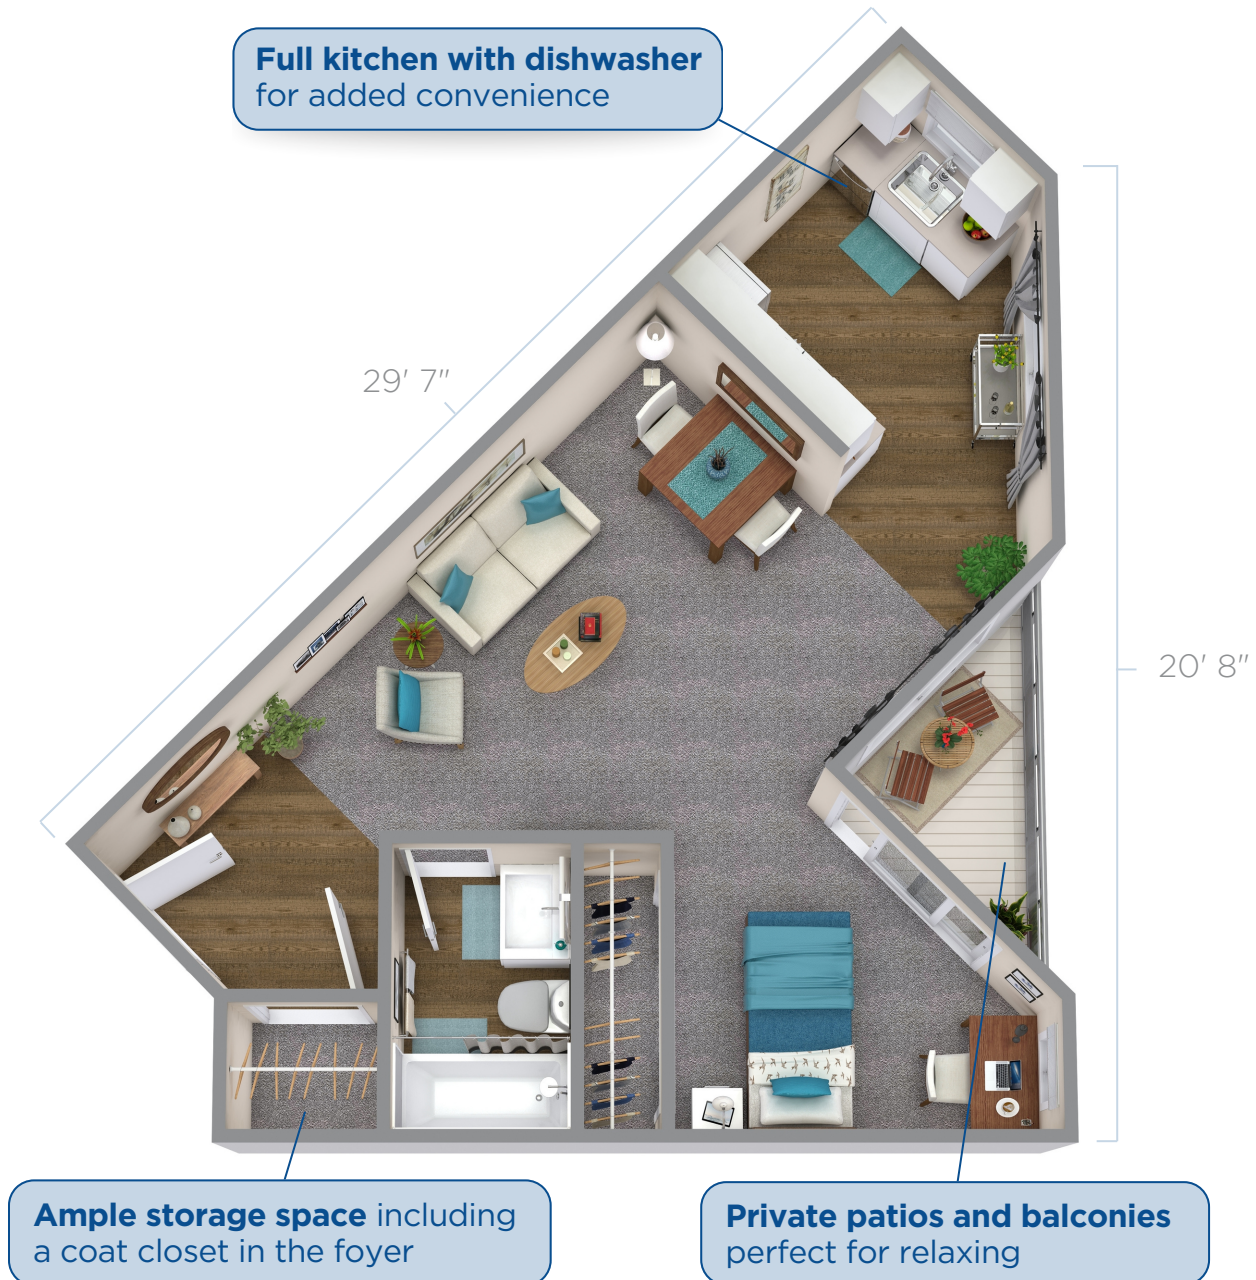 Full kitchen with dishwasher
for added convenience
29' 7"
20' 8"
Ample storage space including
a coat closet in the foyer
Private patios and balconies
perfect for relaxing